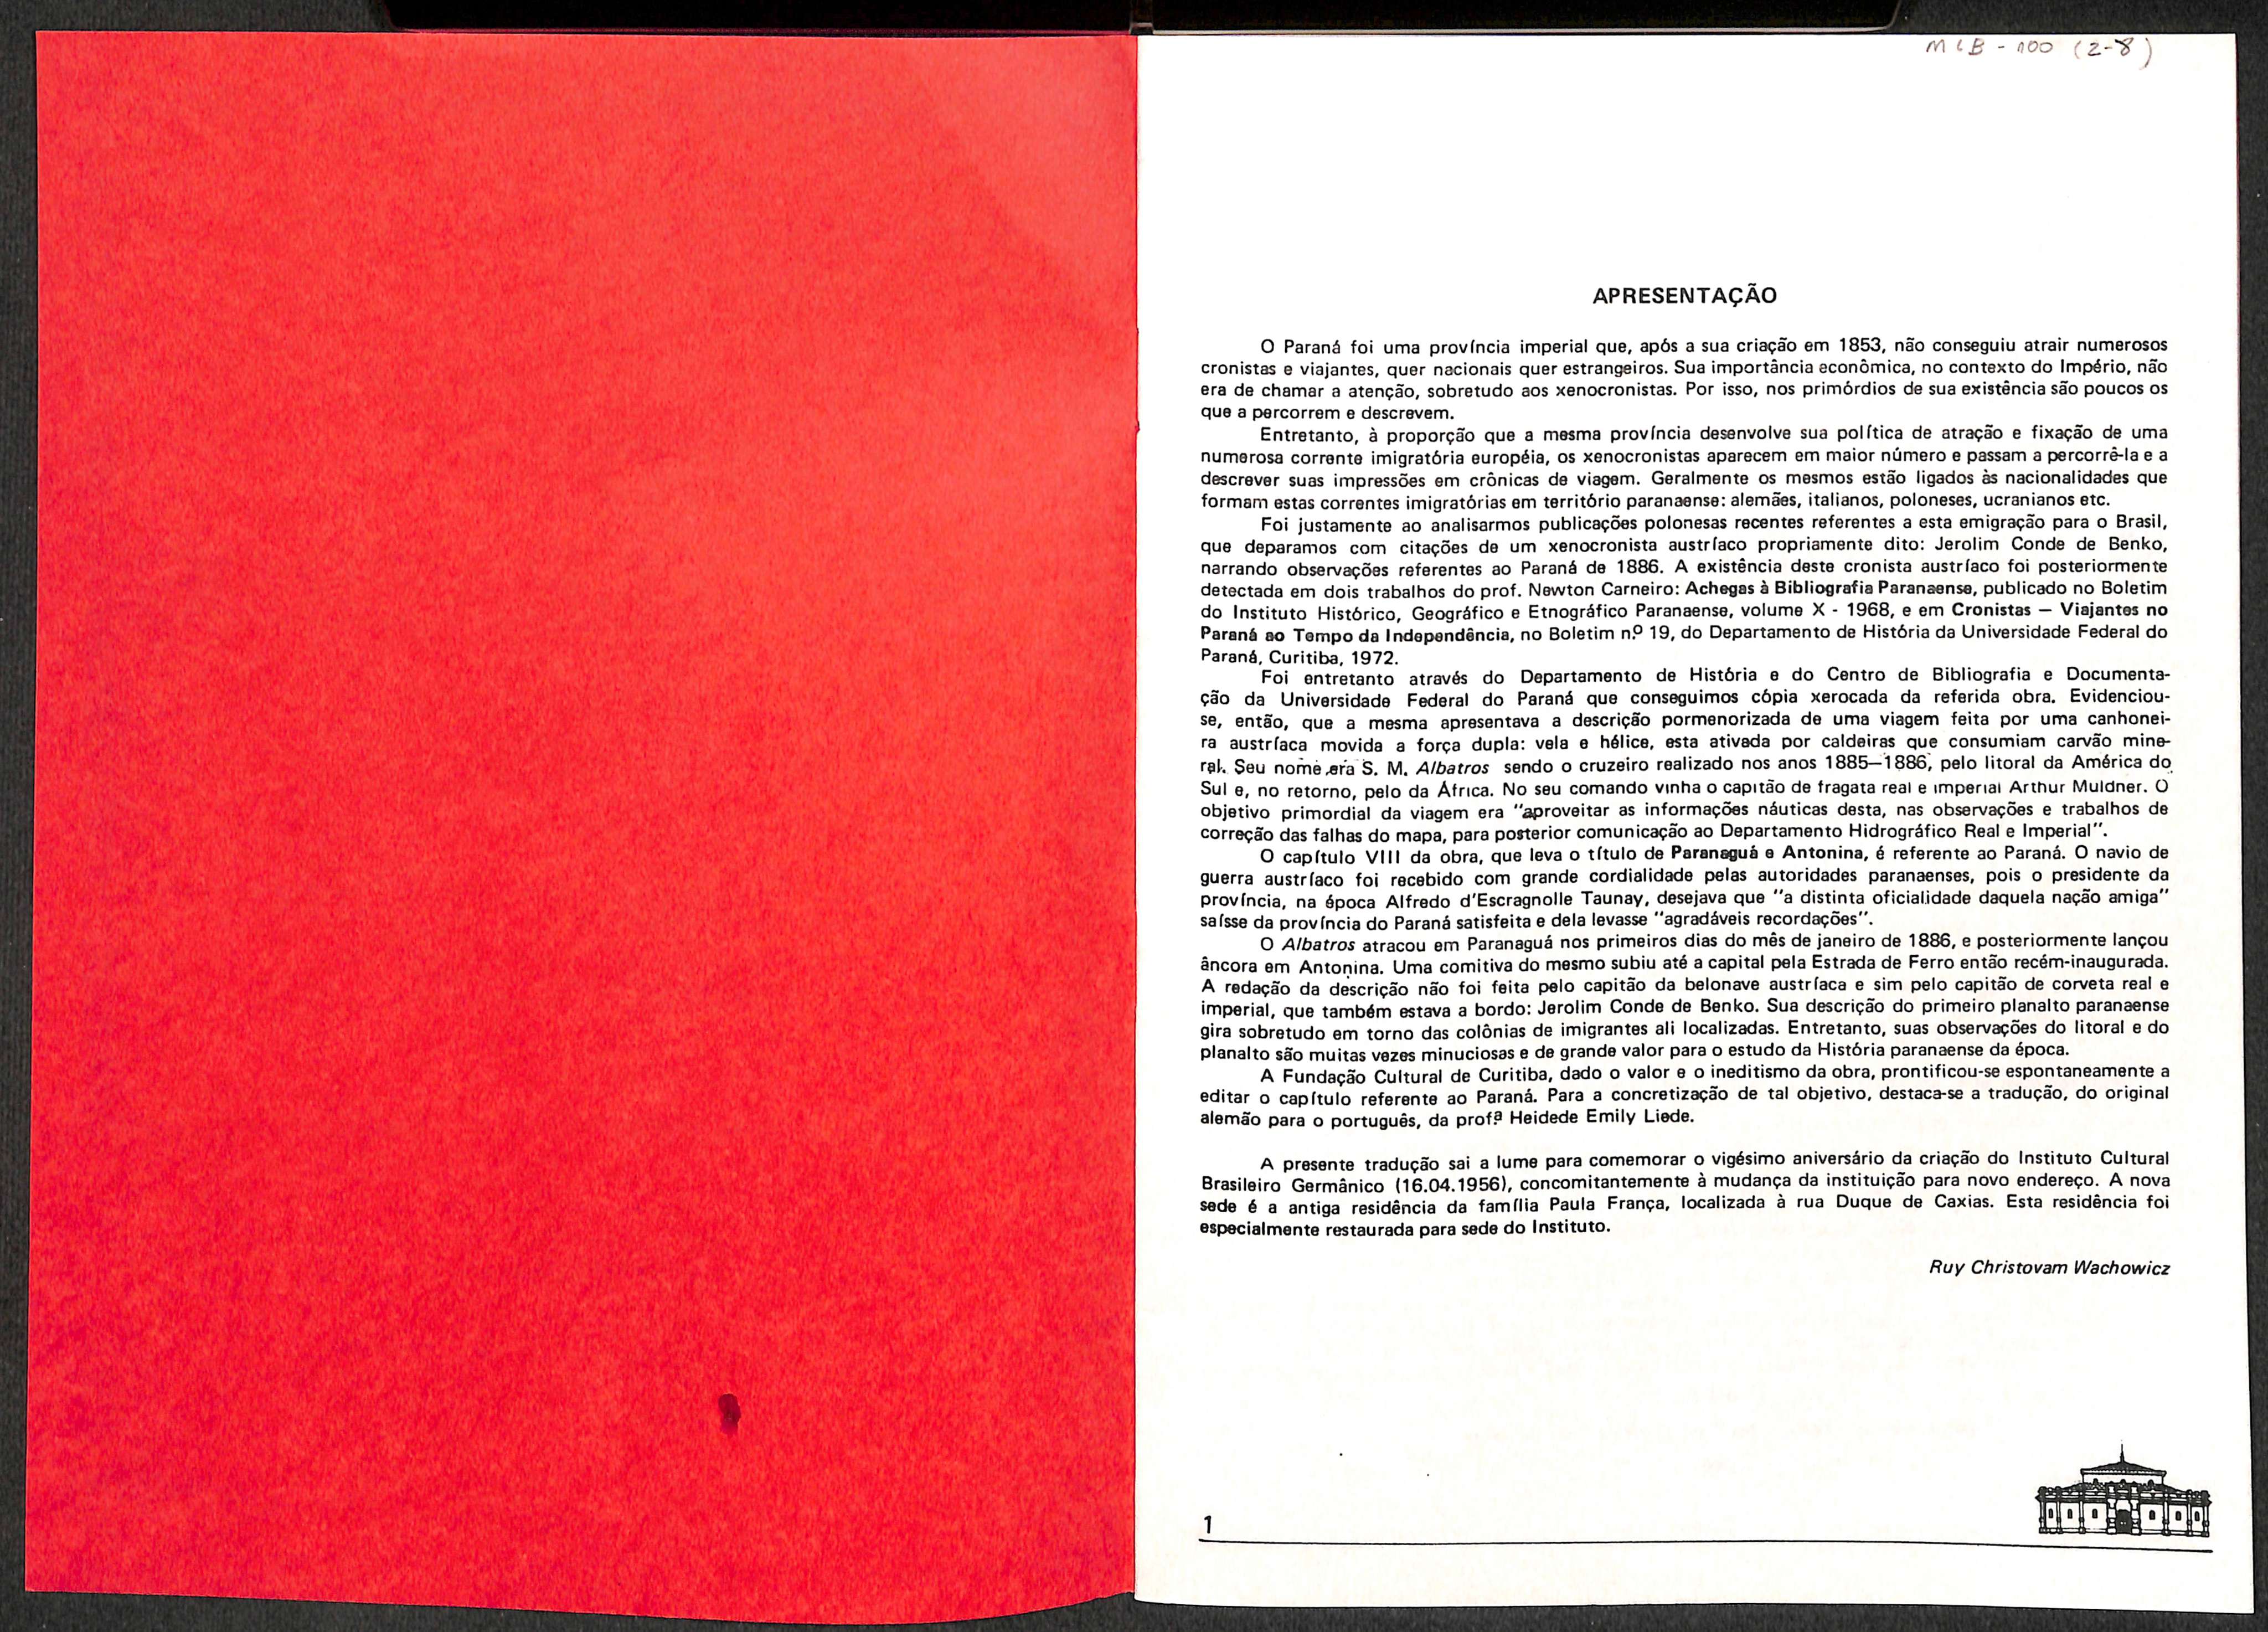 MCB - 100 (2-8)
APRESENTAÇÃO
O Paraná foi uma província imperial que, após a sua criação em 1853, não conseguiu atrair numerosos
cronistas e viajantes, quer nacionais quer estrangeiros. Sua importância econômica, no contexto do Império, não
era de chamar a atenção, sobretudo aos xenocronistas. Por isso, nos primórdios de sua existência são poucos os
que a percorrem e descrevem.
Entretanto, à proporção que a mesma província desenvolve sua política de atração e fixação de uma
numerosa corrente imigratória européia, os xenocronistas aparecem em maior número e passam a percorrê-la e a
descrever suas impressões em crônicas de viagem. Geralmente os mesmos estão ligados às nacionalidades que
formam estas correntes imigratórias em território paranaense: alemães, italianos, poloneses, ucranianos etc.
Foi justamente ao analisarmos publicações polonesas recentes referentes a esta emigração para o Brasil,
que deparamos com citações de um xenocronista austríaco propriamente dito: Jerolim Conde de Benko,
narrando observações referentes ao Paraná de 1886. A existência deste cronista austríaco foi posteriormente
detectada em dois trabalhos do prof. Newton Carneiro: Achegas à Bibliografia Paranaense, publicado no Boletim
do Instituto Histórico, Geográfico e Etnográfico Paranaense, volume X - 1968, e em Cronistas — Viajantes no
Paraná ao Tempo da Independência, no Boletim n.º 19, do Departamento de História da Universidade Federal do
Paraná, Curitiba, 1972.
Foi entretanto através do Departamento de História e do Centro de Bibliografia e Documenta-
ção da Universidade Federal do Paraná que conseguimos cópia xerocada da referida obra. Evidenciou-
se, então, que a mesma apresentava a descrição pormenorizada de uma viagem feita por uma canhonei-
ra austríaca movida a força dupla: vela e hélice, esta ativada por caldeiras que consumiam carvão mine-
ral. Seu nome era S. M. Albatros sendo o cruzeiro realizado nos anos 1885—1886, pelo litoral da América do
Sul e, no retorno, pelo da África. No seu comando vinha o capitão de fragata real e imperial Arthur Muldner. O
objetivo primordial da viagem era "aproveitar as informações náuticas desta, nas observações e trabalhos de
correção das falhas do mapa, para posterior comunicação ao Departamento Hidrográfico Real e Imperial".
O capítulo VIII da obra, que leva o título de Paranaguá e Antonina, é referente ao Paraná. O navio de
guerra austríaco foi recebido com grande cordialidade pelas autoridades paranaenses, pois o presidente da
província, na época Alfredo d'Escragnolle Taunay, desejava que "a distinta oficialidade daquela nação amiga"
saísse da província do Paraná satisfeita e dela levasse "agradáveis recordações".
O Albatros atracou em Paranaguá nos primeiros dias do mês de janeiro de 1886, e posteriormente lançou
âncora em Antonina. Uma comitiva do mesmo subiu até a capital pela Estrada de Ferro então recém-inaugurada.
A redação da descrição não foi feita pelo capitão da belonave austríaca e sim pelo capitão de corveta real e
imperial, que também estava a bordo: Jerolim Conde de Benko. Sua descrição do primeiro planalto paranaense
gira sobretudo em torno das colônias de imigrantes ali localizadas. Entretanto, suas observações do litoral e do
planalto são muitas vezes minuciosas e de grande valor para o estudo da História paranaense da época.
A Fundação Cultural de Curitiba, dado o valor e o ineditismo da obra, prontificou-se espontaneamente a
editar o capítulo referente ao Paraná. Para a concretização de tal objetivo, destaca-se a tradução, do original
alemão para o português, da prof.ª Heidede Emily Liede.
A presente tradução sai a lume para comemorar o vigésimo aniversário da criação do Instituto Cultural
Brasileiro Germânico (16.04.1956), concomitantemente à mudança da instituição para novo endereço. A nova
sede é a antiga residência da família Paula França, localizada à rua Duque de Caxias. Esta residência foi
especialmente restaurada para sede do Instituto.
Ruy Christovam Wachowicz
1